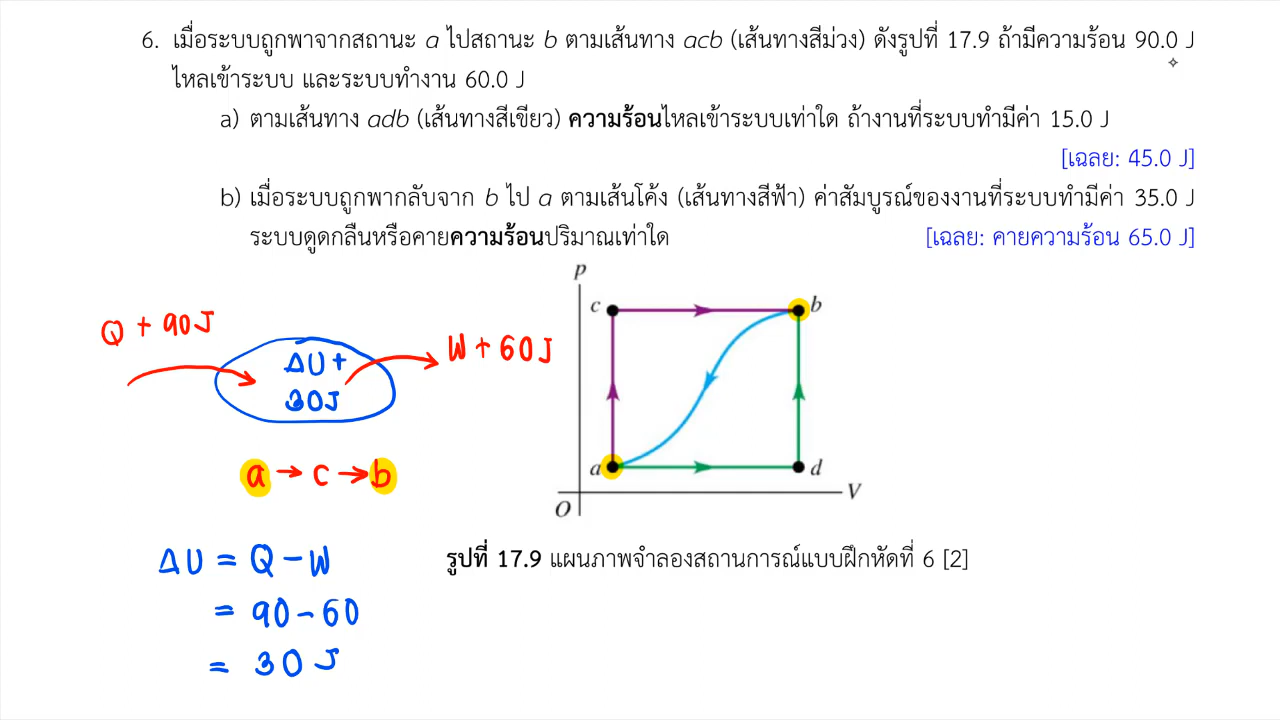 6. เมื่อระบบถูกพาจากสถานะ a ไปสถานะ b ตามเส้นทาง acb (เส้นทางสีม่วง) ดังรูปที่ 17.9 ถ้ามีความร้อน 90.0 J
ไหลเข้าระบบ และระบบทำงาน 60.0 J
a) ตามเส้นทาง adb (เส้นทางสีเขียว) ความร้อนไหลเข้าระบบเท่าใด ถ้างานที่ระบบทำมีค่า 15.0 J
[เฉลย: 45.0 J]
b) เมื่อระบบถูกพากลับจาก b ไป a ตามเส้นโค้ง (เส้นทางสีฟ้า) ค่าสัมบูรณ์ของงานที่ระบบทำมีค่า 35.0 J
ระบบดูดกลืนหรือคายความร้อนปริมาณเท่าใด
[เฉลย: คายความร้อน 65.0 J]
Q + 90J
ΔU +
30J
W + 60J
a → c → b
ΔU = Q - W
= 90 - 60
= 30 J
p
c
b
a
d
O
V
รูปที่ 17.9 แผนภาพจำลองสถานการณ์แบบฝึกหัดที่ 6 [2]